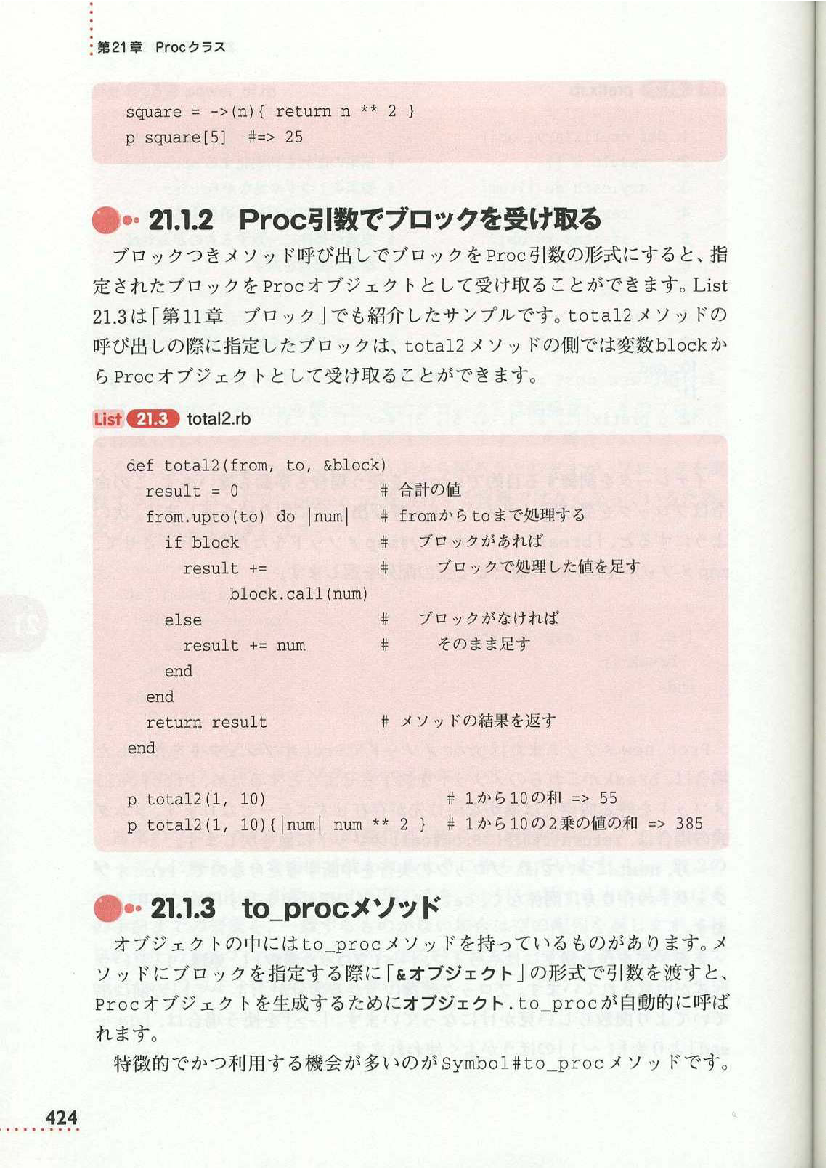 第21章 Procクラス
square = ->(n){ return n ** 2 }
p square[5] #=> 25
21.1.2 Proc引数でブロックを受け取る
ブロックつきメソッド呼び出しでブロックをProc引数の形式にすると、指
定されたブロックをProcオブジェクトとして受け取ることができます。List
21.3は「第11章 ブロック」でも紹介したサンプルです。total2メソッドの
呼び出しの際に指定したブロックは、total2メソッドの側では変数blockか
らProcオブジェクトとして受け取ることができます。
List 21.3 total2.rb
def total2(from, to, &block)
result = 0 # 合計の値
from.upto(to) do |num| # fromからtoまで処理する
if block # ブロックがあれば
result += # ブロックで処理した値を足す
block.call(num)
else # ブロックがなければ
result += num # そのまま足す
end
end
return result # メソッドの結果を返す
end
p total2(1, 10) # 1から10の和 => 55
p total2(1, 10){|num| num ** 2 } # 1から10の2乗の値の和 => 385
21.1.3 to_procメソッド
オブジェクトの中にはto_procメソッドを持っているものがあります。メ
ソッドにブロックを指定する際に「&オブジェクト」の形式で引数を渡すと、
Procオブジェクトを生成するためにオブジェクト.to_procが自動的に呼ば
れます。
特徴的でかつ利用する機会が多いのがSymbol#to_procメソッドです。
424